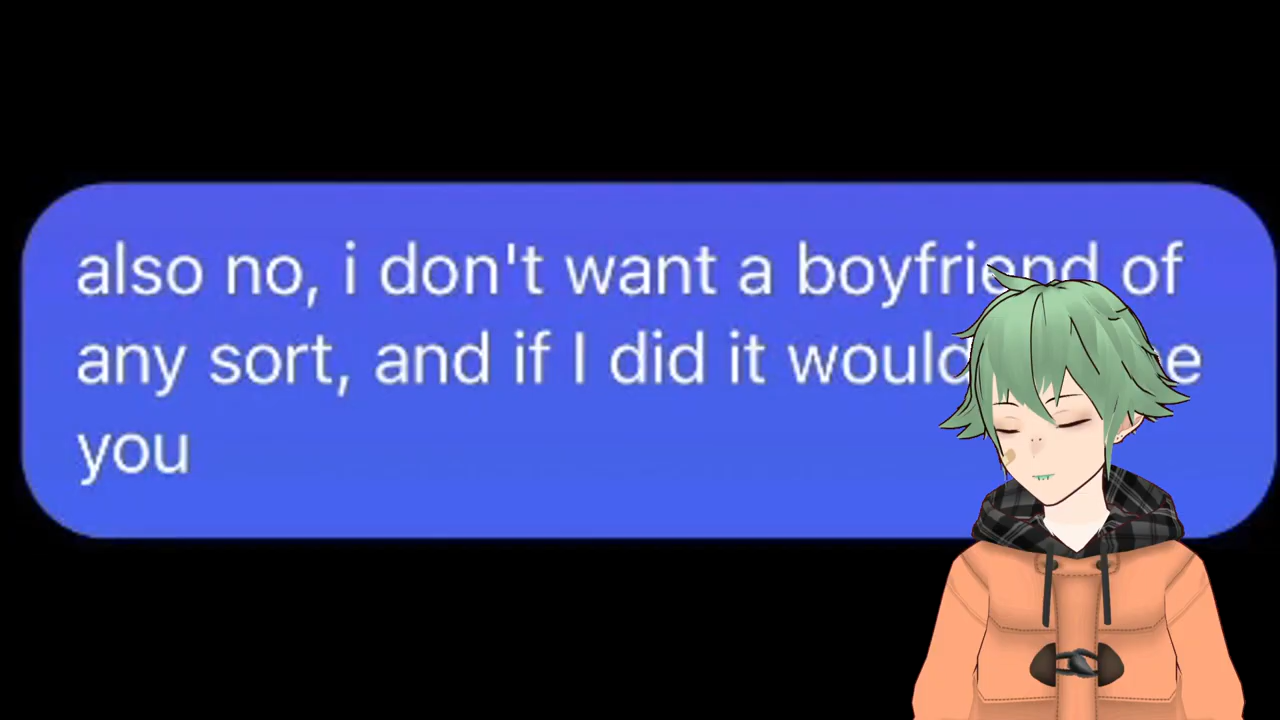 also no, i don't want a boyfriend of
any sort, and if I did it would
you